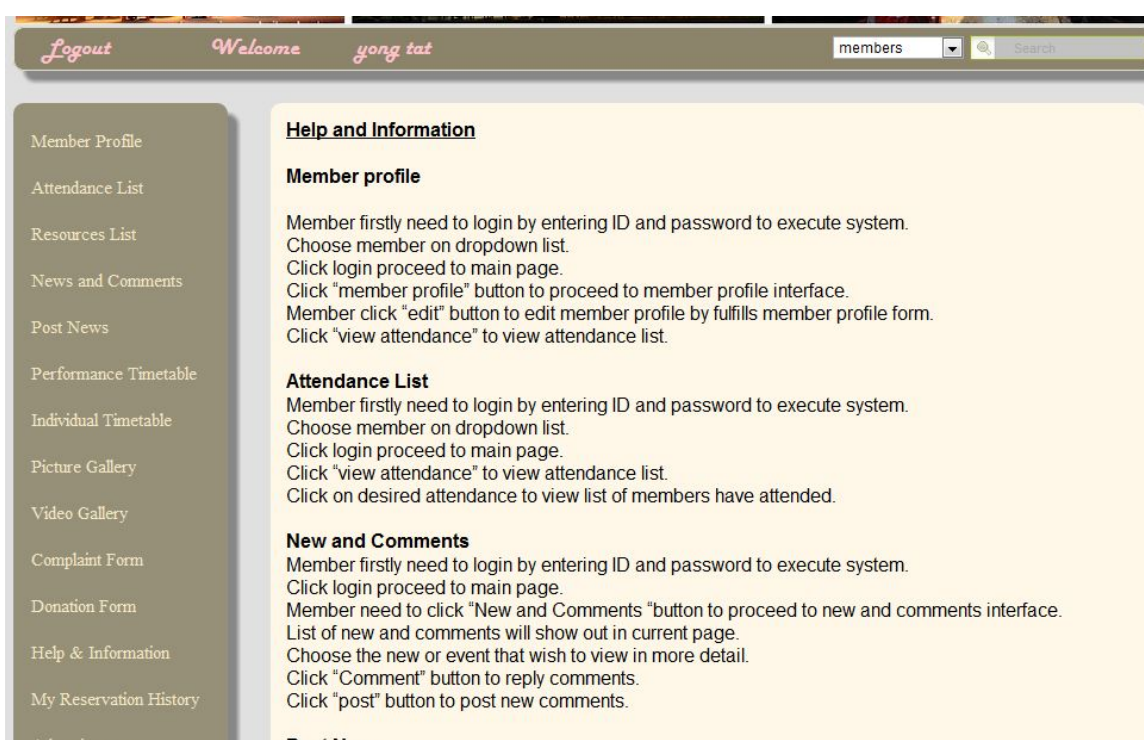 Logout Welcome yong tat
members Search
Member Profile
Attendance List
Resources List
News and Comments
Post News
Performance Timetable
Individual Timetable
Picture Gallery
Video Gallery
Complaint Form
Donation Form
Help & Information
My Reservation History
Help and Information
Member profile
Member firstly need to login by entering ID and password to execute system.
Choose member on dropdown list.
Click login proceed to main page.
Click “member profile” button to proceed to member profile interface.
Member click “edit” button to edit member profile by fulfills member profile form.
Click “view attendance” to view attendance list.
Attendance List
Member firstly need to login by entering ID and password to execute system.
Choose member on dropdown list.
Click login proceed to main page.
Click “view attendance” to view attendance list.
Click on desired attendance to view list of members have attended.
New and Comments
Member firstly need to login by entering ID and password to execute system.
Click login proceed to main page.
Member need to click “New and Comments “button to proceed to new and comments interface.
List of new and comments will show out in current page.
Choose the new or event that wish to view in more detail.
Click “Comment” button to reply comments.
Click “post” button to post new comments.